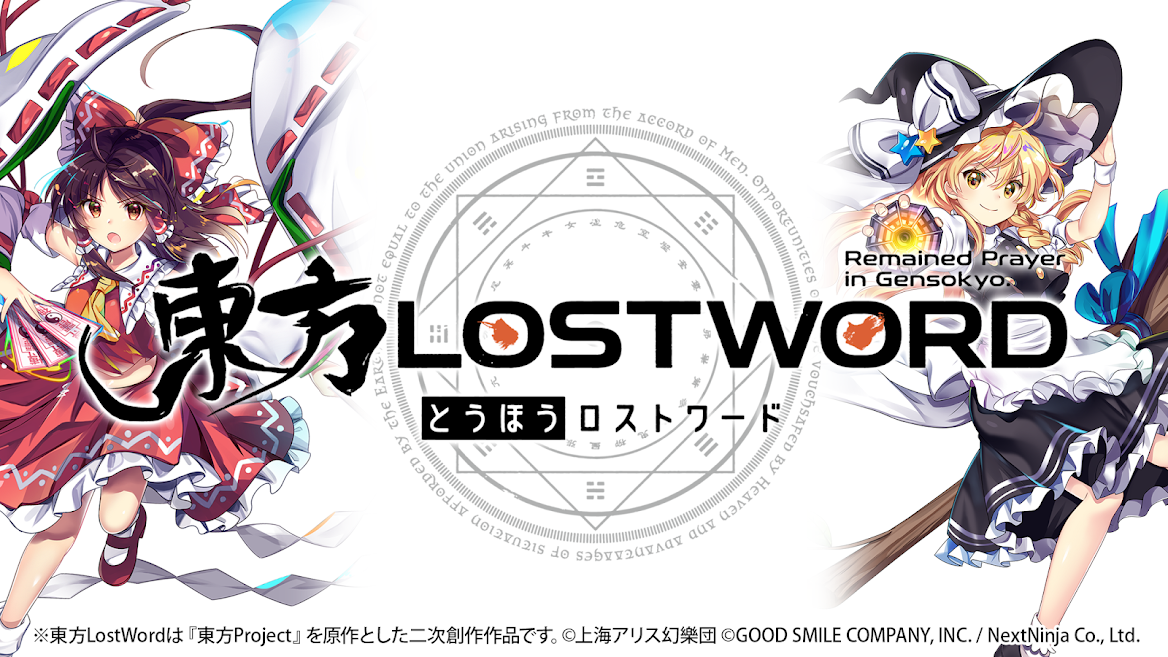 ARISING FROM THE ACCORD OF MEN. OPPORTUNITIES
VOUCHSAFED BY HEAVEN AND ADVANTAAGES OF SITUATION AFFORDED BY THE EARTH
NOT EQUAL TO THE UNION
Remained Prayer
in Gensokyo.
東方LOSTWORD
とうほうロストワード
※東方LostWordは『東方Project』を原作とした二次創作作品です。©上海アリス幻樂団 ©GOOD SMILE COMPANY, INC. / NextNinja Co., Ltd.